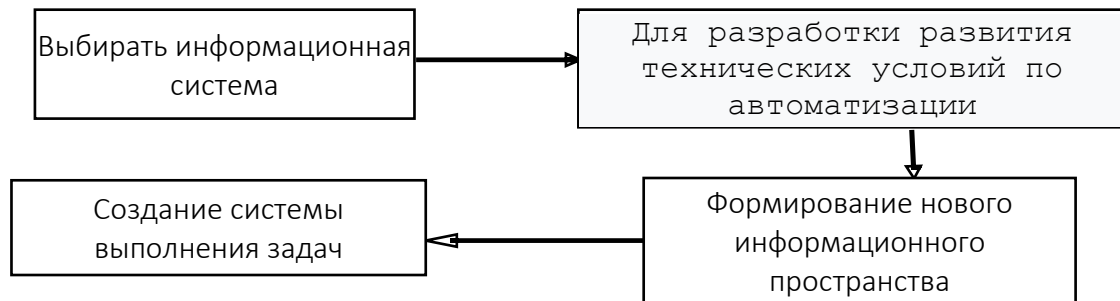 Выбирать информационная
система
Для разработки развития
технических условий по
автоматизации
Формирование нового
информационного
пространства
Создание системы
выполнения задач